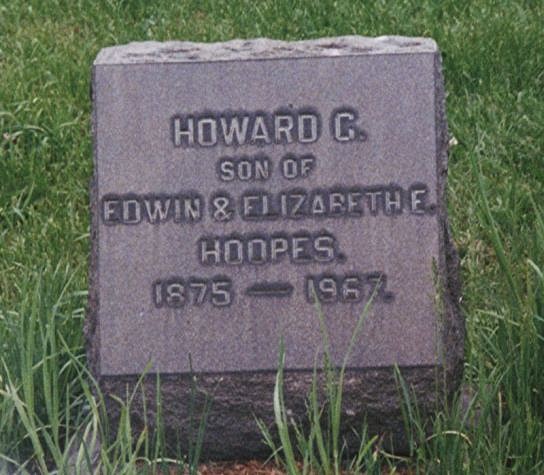 HOWARD G.
SON OF
EDWIN & ELIZABETH E.
HOOPES.
1875 — 1967.